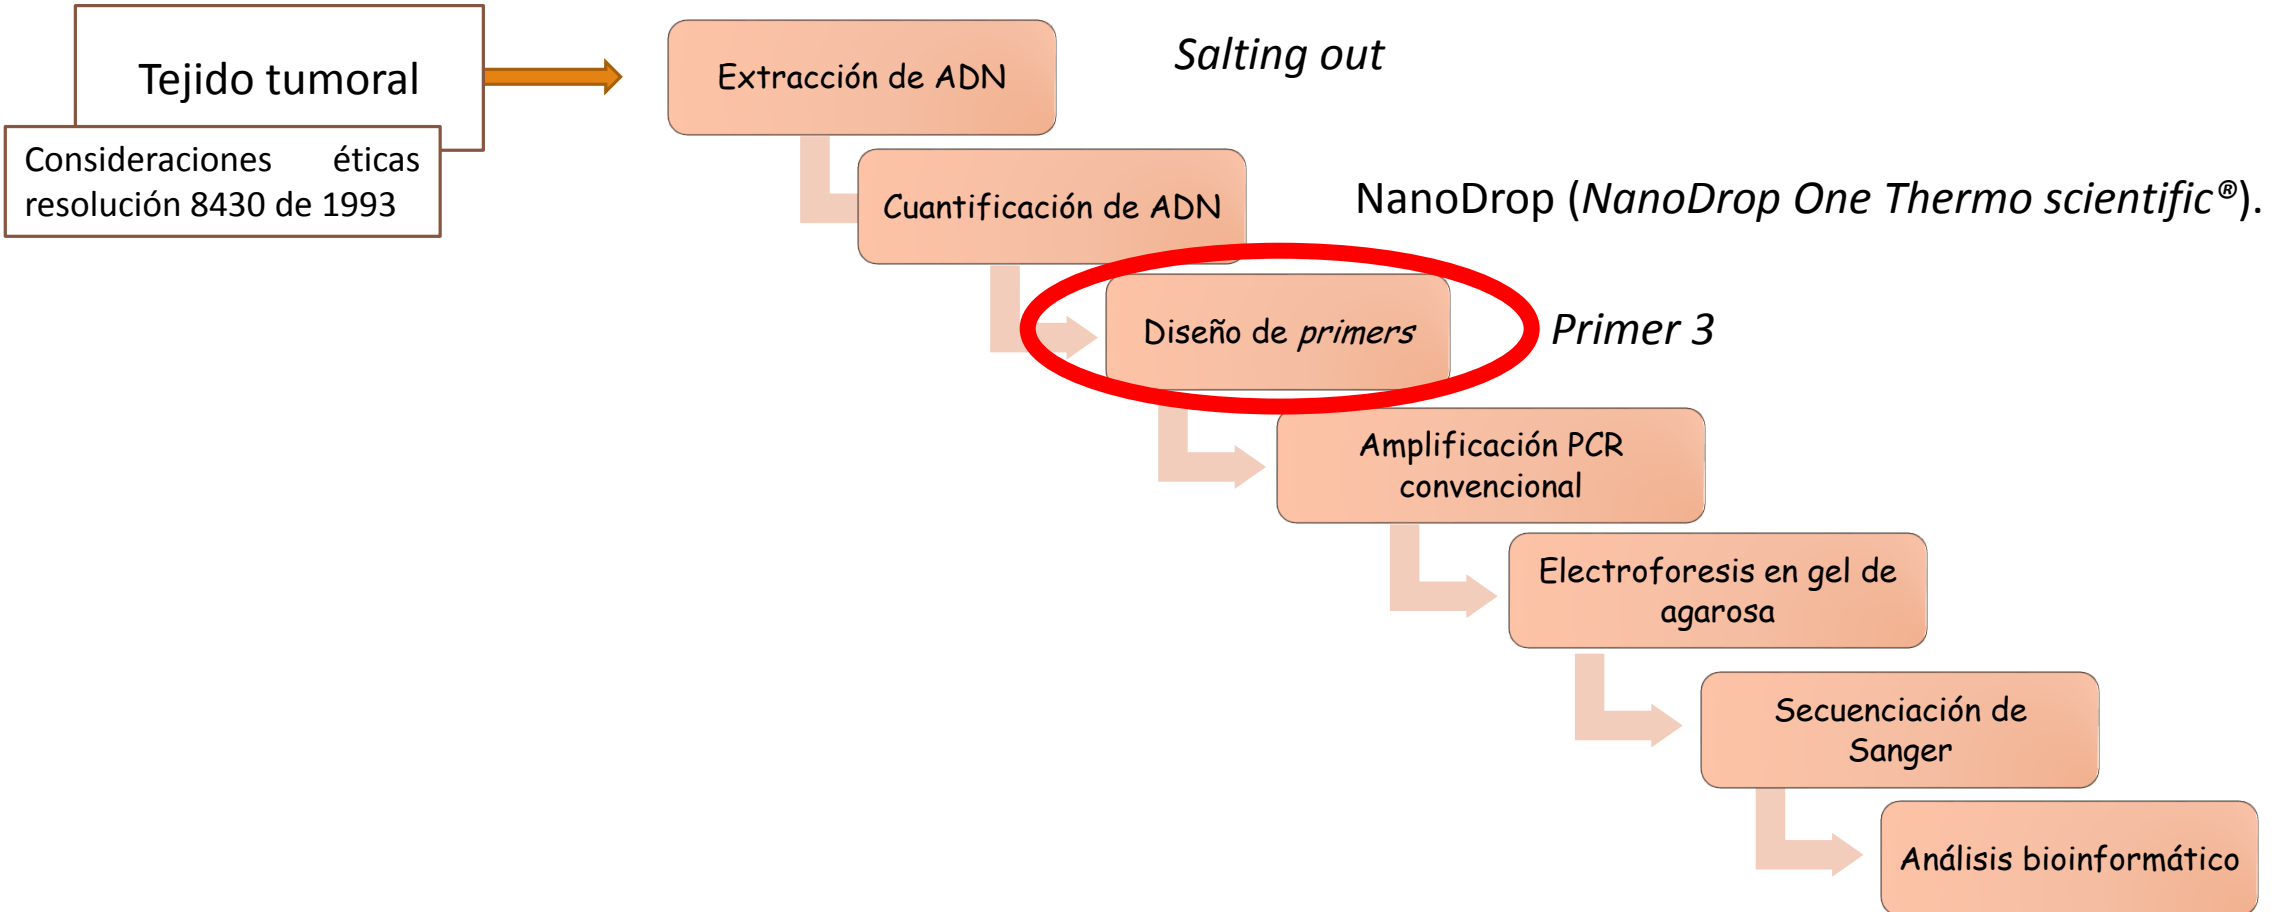 Tejido tumoral
Consideraciones éticas
resolución 8430 de 1993
Extracción de ADN
Salting out
Cuantificación de ADN
NanoDrop (NanoDrop One Thermo scientific®).
Diseño de primers
Primer 3
Amplificación PCR
convencional
Electroforesis en gel de
agarosa
Secuenciación de
Sanger
Análisis bioinformático